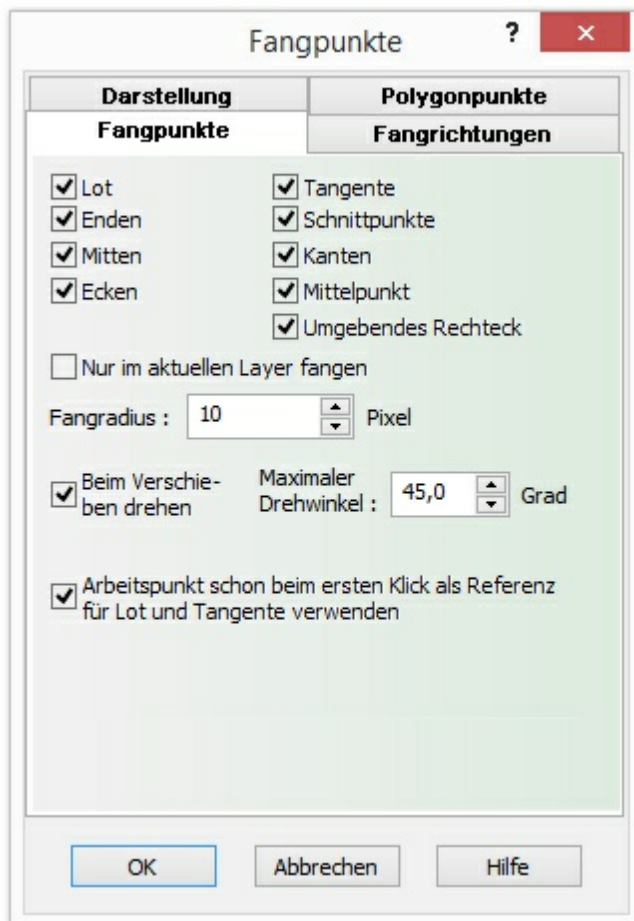 Fangpunkte ?
Darstellung Polygonpunkte
Fangpunkte Fangrichtungen
Lot Tangente
Enden Schnittpunkte
Mitten Kanten
Ecken Mittelpunkt
Umgebendes Rechteck
Nur im aktuellen Layer fangen
Fangradius : 10 Pixel
Beim Verschie-
ben drehen
Maximaler
Drehwinkel : 45,0 Grad
Arbeitspunkt schon beim ersten Klick als Referenz
für Lot und Tangente verwenden
OK Abbrechen Hilfe